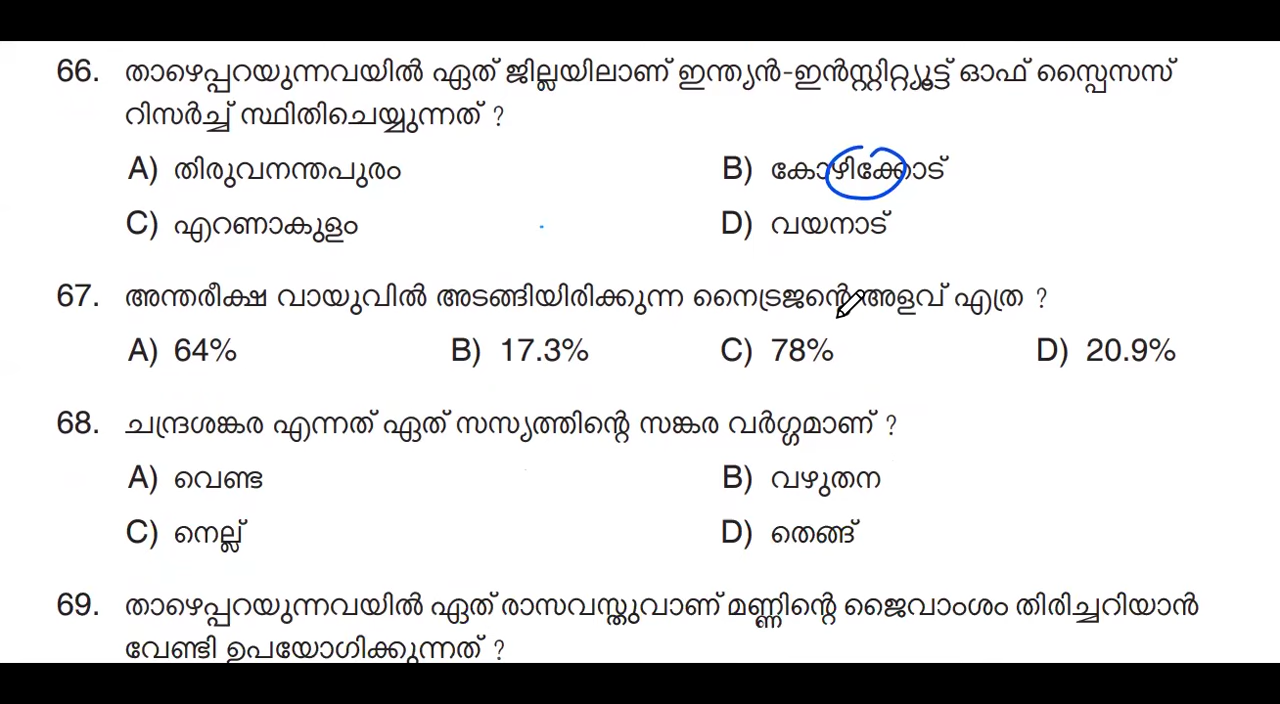 66. താഴെപ്പറയുന്നവയിൽ ഏത് ജില്ലയിലാണ് ഇന്ത്യൻ-ഇൻസ്റ്റിറ്റ്യൂട്ട് ഓഫ് സ്പൈസസ്
റിസർച്ച് സ്ഥിതിചെയ്യുന്നത് ?
A) തിരുവനന്തപുരം B) കോഴിക്കോട്
C) എറണാകുളം D) വയനാട്
67. അന്തരീക്ഷ വായുവിൽ അടങ്ങിയിരിക്കുന്ന നൈട്രജന്റെ അളവ് എത്ര ?
A) 64% B) 17.3% C) 78% D) 20.9%
68. ചന്ദ്രശങ്കര എന്നത് ഏത് സസ്യത്തിന്റെ സങ്കര വർഗ്ഗമാണ് ?
A) വെണ്ട B) വഴുതന
C) നെല്ല് D) തെങ്ങ്
69. താഴെപ്പറയുന്നവയിൽ ഏത് രാസവസ്തുവാണ് മണ്ണിന്റെ ജൈവാംശം തിരിച്ചറിയാൻ
വേണ്ടി ഉപയോഗിക്കുന്നത് ?